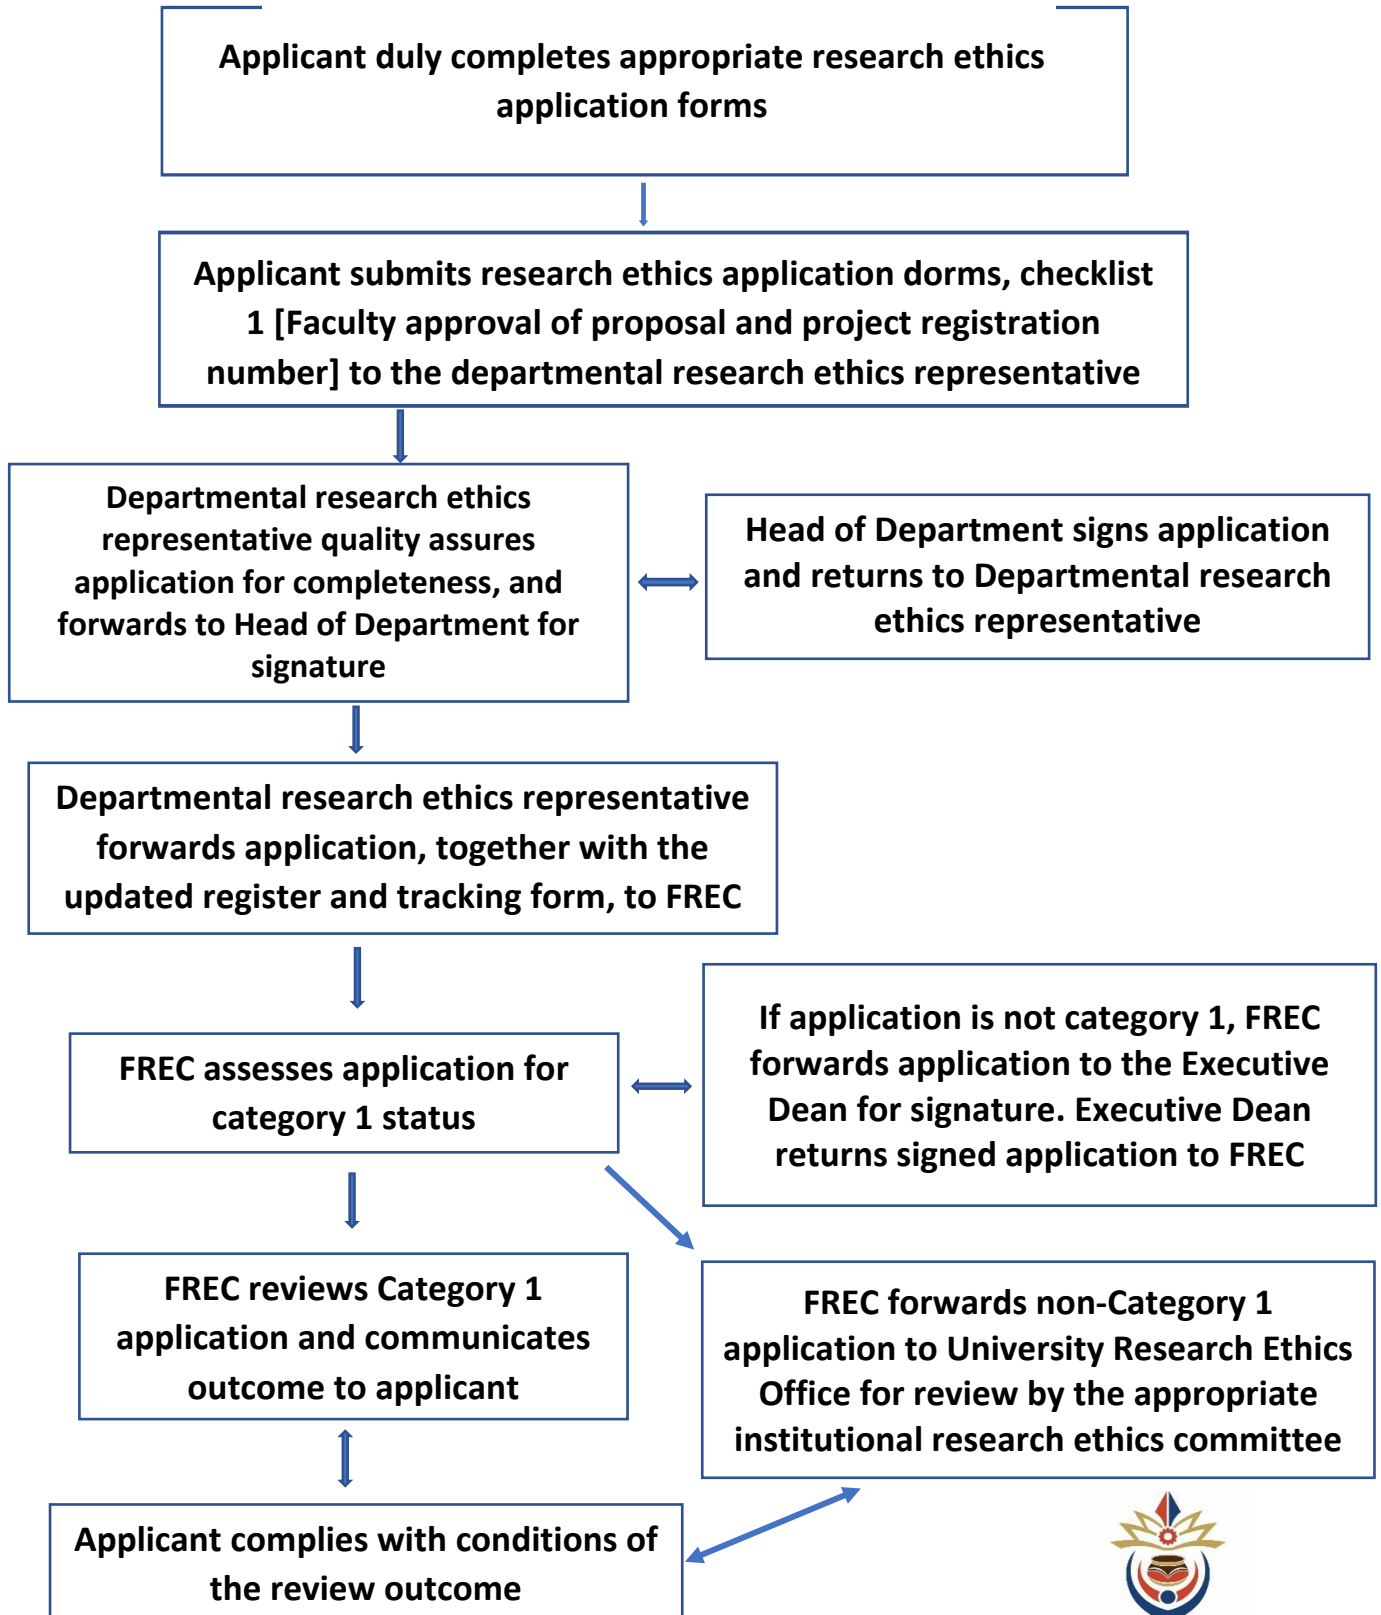 Applicant duly completes appropriate research ethics
application forms
Applicant submits research ethics application dorms, checklist
1 [Faculty approval of proposal and project registration
number] to the departmental research ethics representative
Departmental research ethics
representative quality assures
application for completeness, and
forwards to Head of Department for
signature
Head of Department signs application
and returns to Departmental research
ethics representative
Departmental research ethics representative
forwards application, together with the
updated register and tracking form, to FREC
FREC assesses application for
category 1 status
If application is not category 1, FREC
forwards application to the Executive
Dean for signature. Executive Dean
returns signed application to FREC
FREC reviews Category 1
application and communicates
outcome to applicant
FREC forwards non-Category 1
application to University Research Ethics
Office for review by the appropriate
institutional research ethics committee
Applicant complies with conditions of
the review outcome